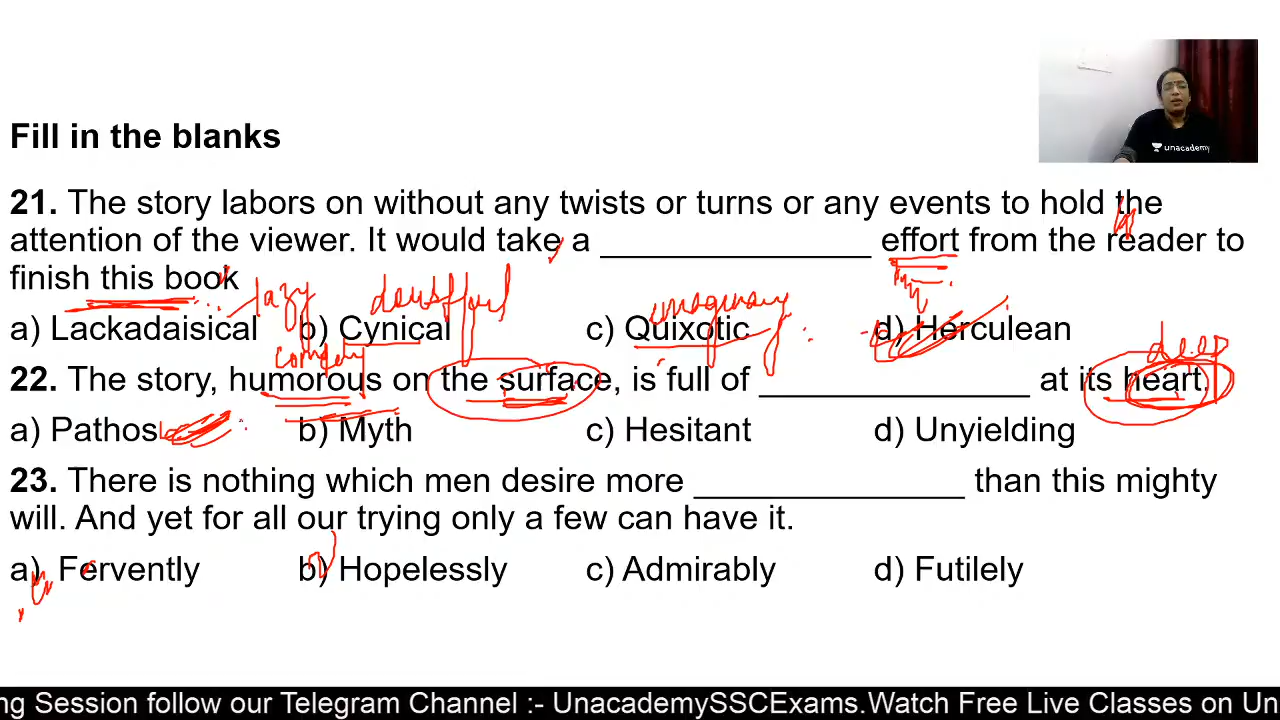 unacademy
Fill in the blanks
21. The story labors on without any twists or turns or any events to hold the
attention of the viewer. It would take a _______________ effort from the reader to
finish this book
lazy doubtful imaginary
a) Lackadaisical b) Cynical c) Quixotic d) Herculean
comedy deep
22. The story, humorous on the surface, is full of _______________ at its heart.
a) Pathos b) Myth c) Hesitant d) Unyielding
23. There is nothing which men desire more _______________ than this mighty
will. And yet for all our trying only a few can have it.
a) Fervently b) Hopelessly c) Admirably d) Futilely
ng Session follow our Telegram Channel :- UnacademySSCExams.Watch Free Live Classes on Un